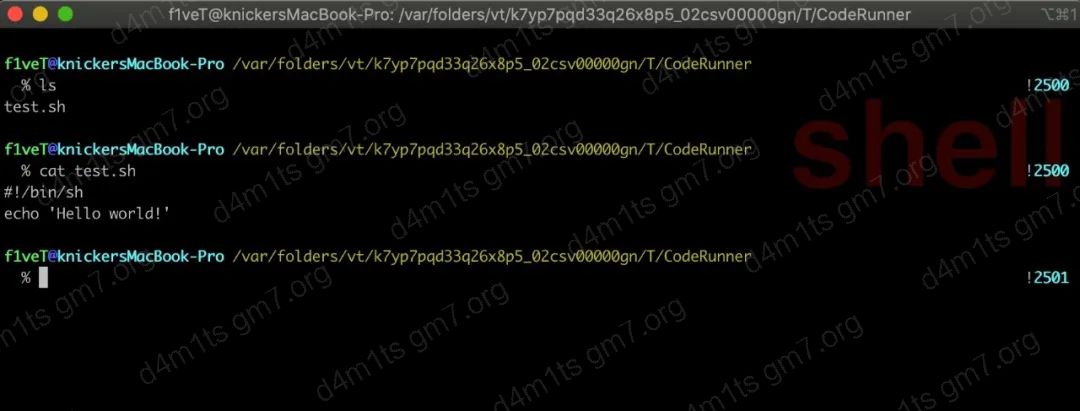 f1veT@knickersMacBook-Pro: /var/folders/vt/k7yp7pqd33q26x8p5_02csv00000gn/T/CodeRunner ⌥⌘1
f1veT@knickersMacBook-Pro /var/folders/vt/k7yp7pqd33q26x8p5_02csv00000gn/T/CodeRunner
% ls !2500
test.sh
shell
f1veT@knickersMacBook-Pro /var/folders/vt/k7yp7pqd33q26x8p5_02csv00000gn/T/CodeRunner
% cat test.sh !2500
#!/bin/sh
echo 'Hello world!'
f1veT@knickersMacBook-Pro /var/folders/vt/k7yp7pqd33q26x8p5_02csv00000gn/T/CodeRunner
% !2501
d4m1ts gm7.org